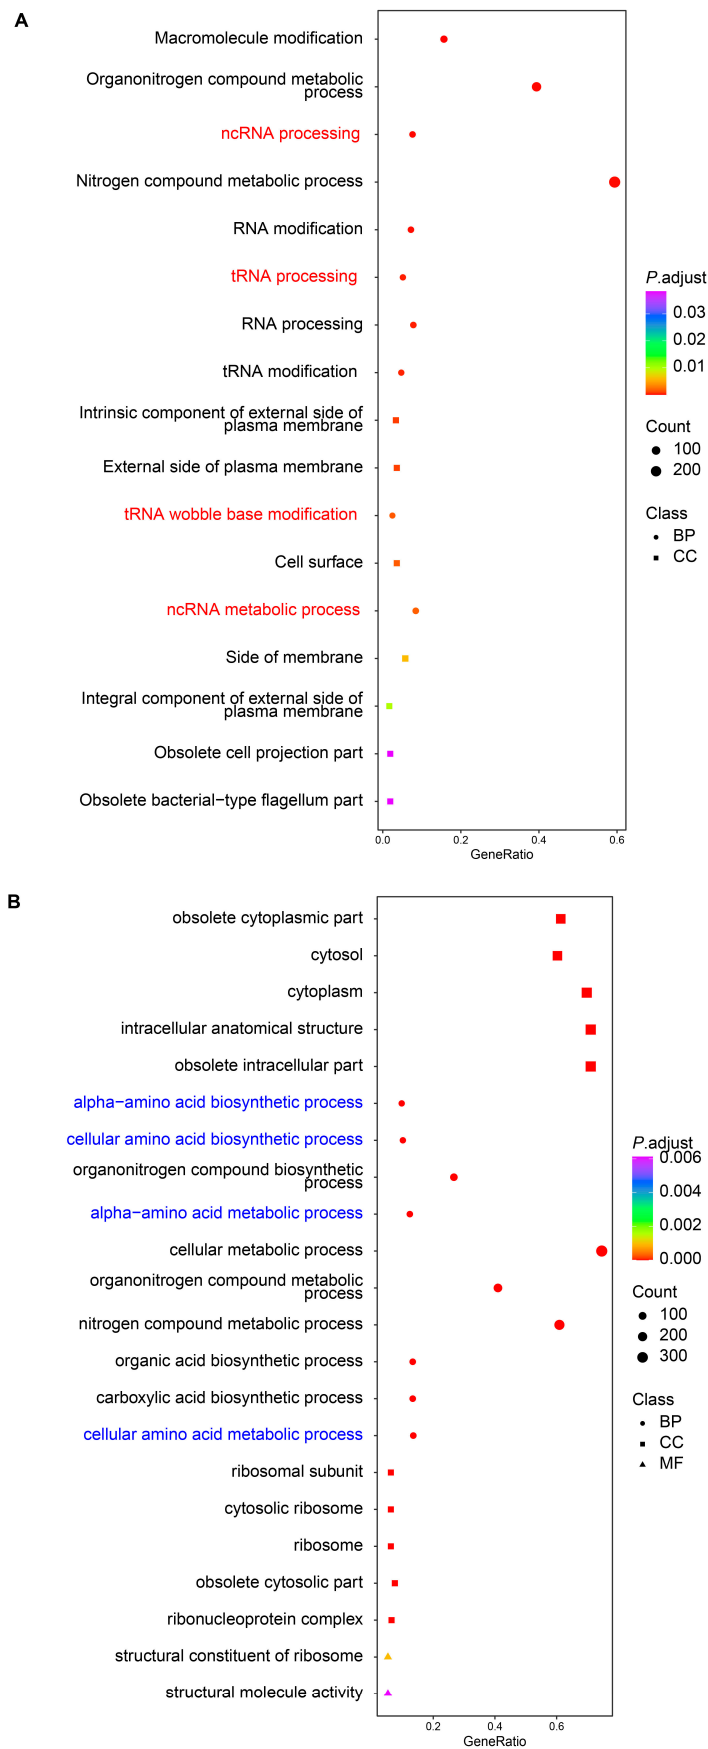 A
Macromolecule modification
Organonitrogen compound metabolic
process
ncRNA processing
Nitrogen compound metabolic process
RNA modification
tRNA processing
RNA processing
tRNA modification
Intrinsic component of external side of
plasma membrane
External side of plasma membrane
tRNA wobble base modification
Cell surface
ncRNA metabolic process
Side of membrane
Integral component of external side of
plasma membrane
Obsolete cell projection part
Obsolete bacterial−type flagellum part
0.0 0.2 0.4 0.6
GeneRatio
P.adjust
0.03
0.02
0.01
Count
100
200
Class
BP
CC
B
obsolete cytoplasmic part
cytosol
cytoplasm
intracellular anatomical structure
obsolete intracellular part
alpha−amino acid biosynthetic process
cellular amino acid biosynthetic process
organonitrogen compound biosynthetic
process
alpha−amino acid metabolic process
cellular metabolic process
organonitrogen compound metabolic
process
nitrogen compound metabolic process
organic acid biosynthetic process
carboxylic acid biosynthetic process
cellular amino acid metabolic process
ribosomal subunit
cytosolic ribosome
ribosome
obsolete cytosolic part
ribonucleoprotein complex
structural constituent of ribosome
structural molecule activity
0.2 0.4 0.6
GeneRatio
P.adjust
0.006
0.004
0.002
0.000
Count
100
200
300
Class
BP
CC
MF